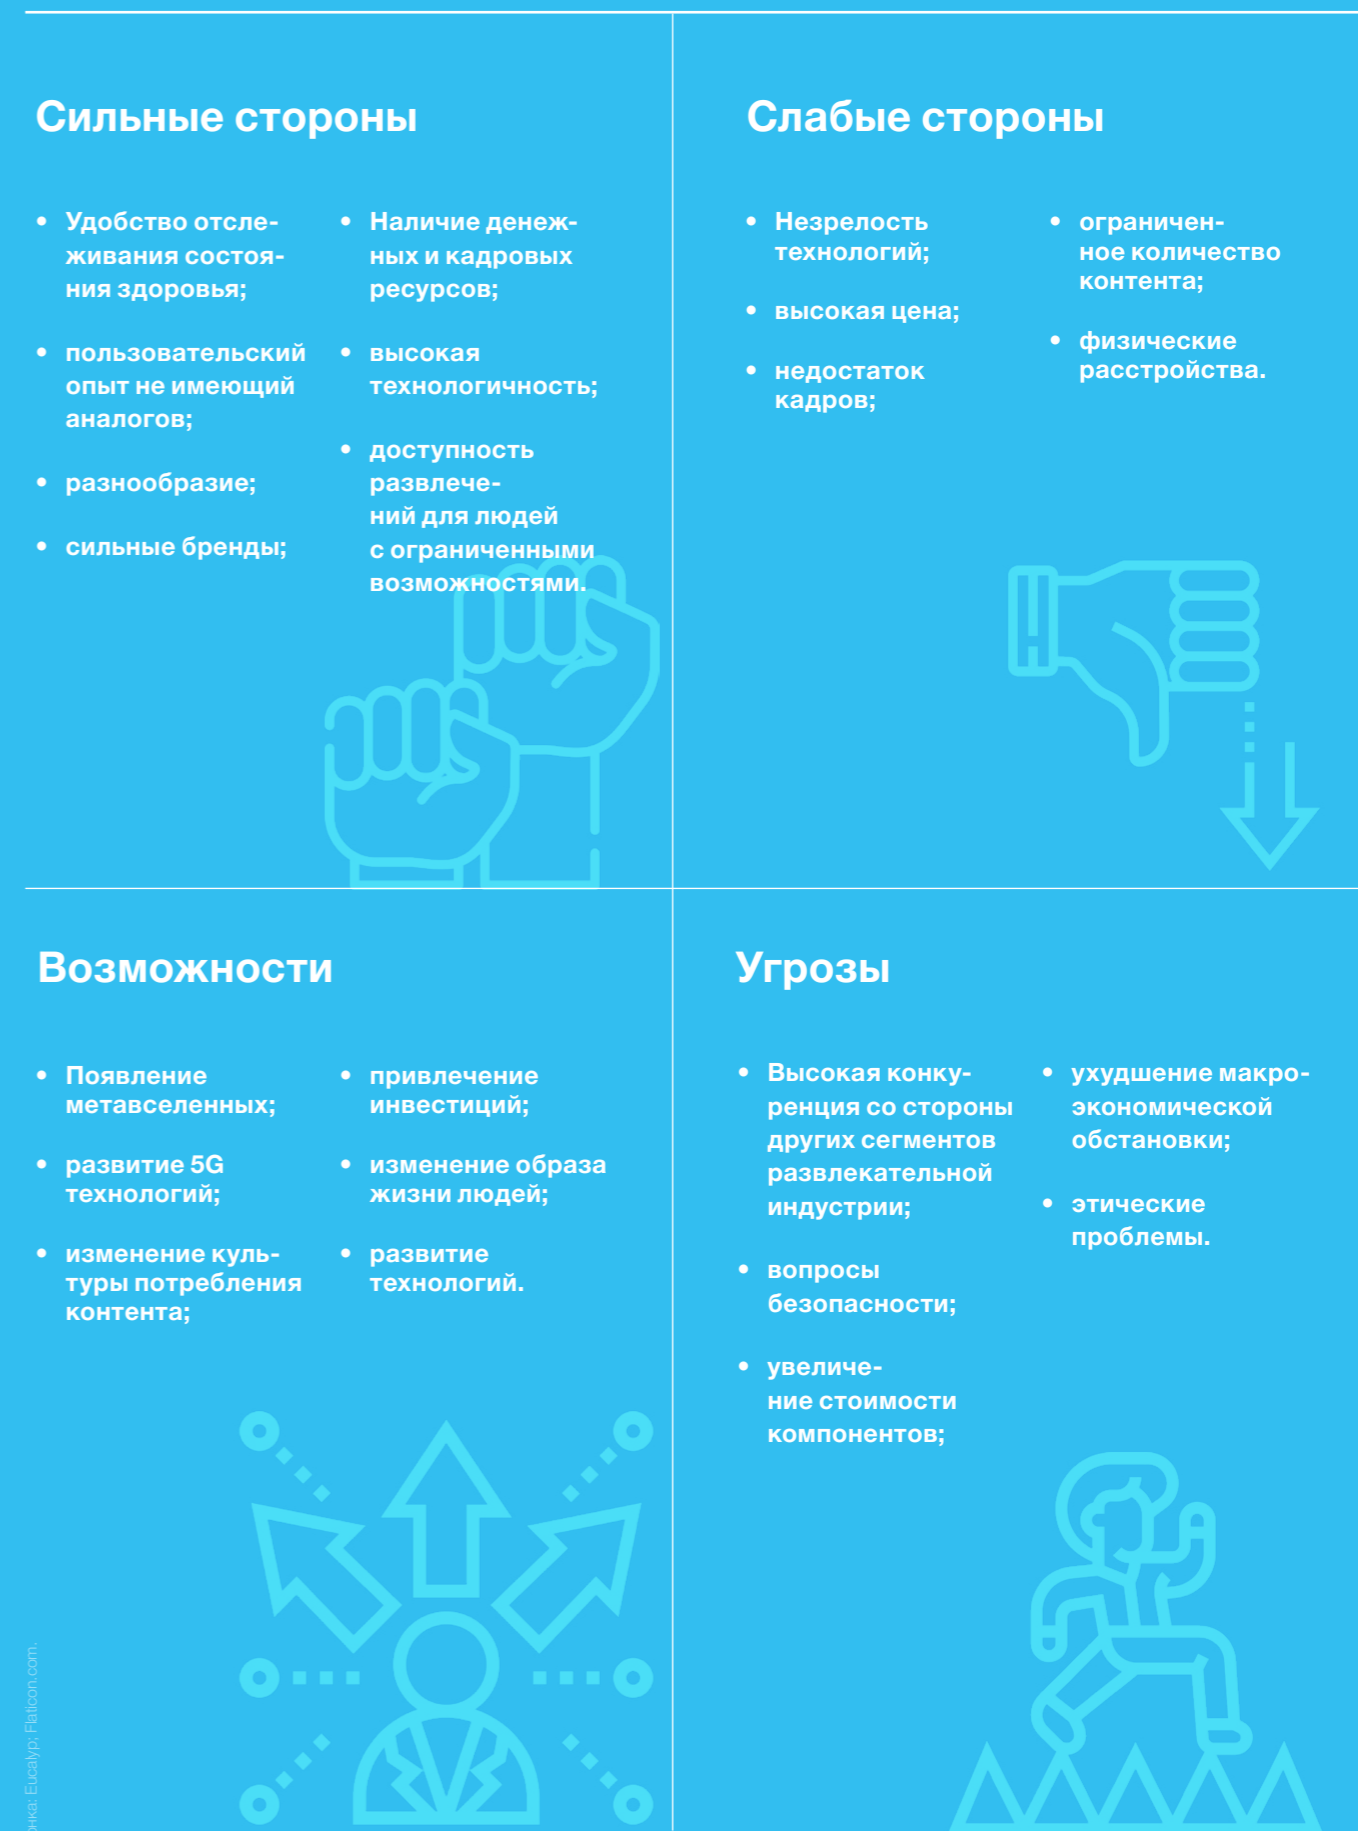 Сильные стороны
• Удобство отсле-
живания состоя-
ния здоровья;
• пользовательский
опыт не имеющий
аналогов;
• разнообразие;
• сильные бренды;
• Наличие денеж-
ных и кадровых
ресурсов;
• высокая
технологичность;
• доступность
развлече-
ний для людей
с ограниченными
возможностями.
Слабые стороны
• Незрелость
технологий;
• высокая цена;
• недостаток
кадров;
• ограничен-
ное количество
контента;
• физические
расстройства.
Возможности
• Появление
метавселенных;
• развитие 5G
технологий;
• изменение куль-
туры потребления
контента;
• привлечение
инвестиций;
• изменение образа
жизни людей;
• развитие
технологий.
Угрозы
• Высокая конку-
ренция со стороны
других сегментов
развлекательной
индустрии;
• вопросы
безопасности;
• увеличе-
ние стоимости
компонентов;
• ухудшение макро-
экономической
обстановки;
• этические
проблемы.
Eucalyp; Flaticon.com.